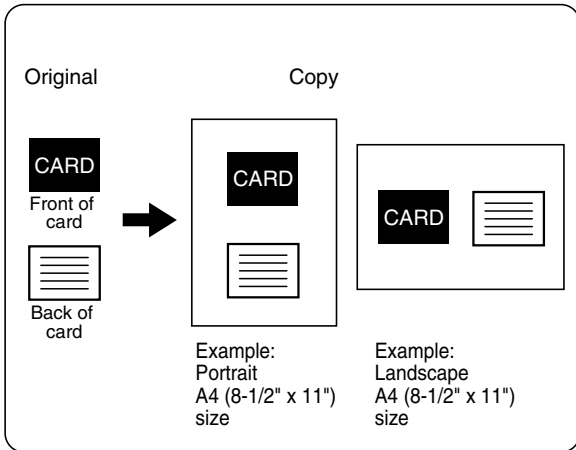 Original
Copy
CARD
Front of
card
Back of
card
CARD
CARD
Example:
Portrait
A4 (8-1/2" x 11")
size
Example:
Landscape
A4 (8-1/2" x 11")
size